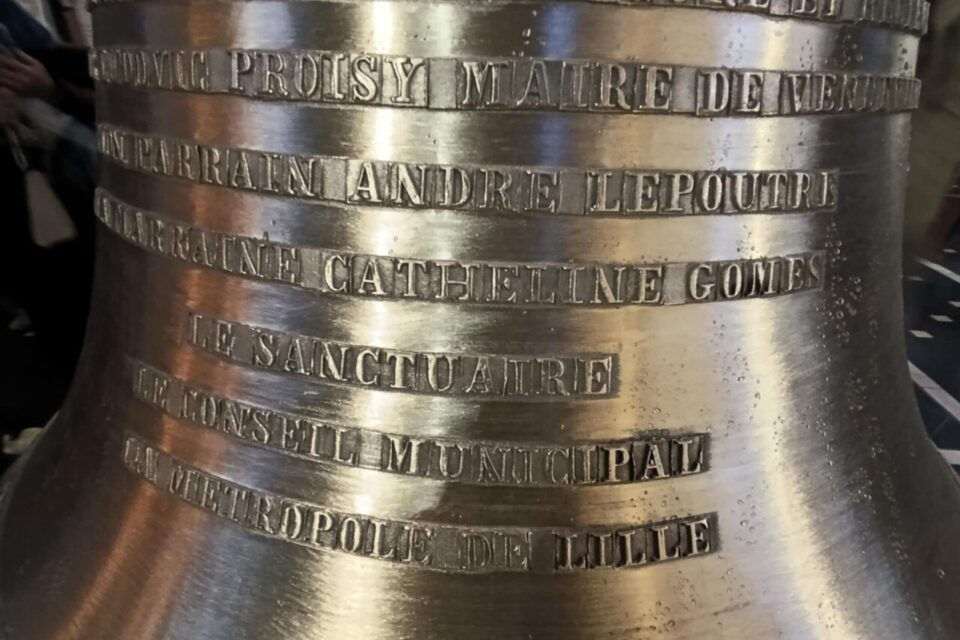 PROISY MAIRE DE
PARRAIN ANDRE LEPOUTRE
MARRAINE CATHELINE GOMES
LE SANCTUAIRE
LE CONSEIL MUNICIPAL
LA METROPOLE DE LILLE